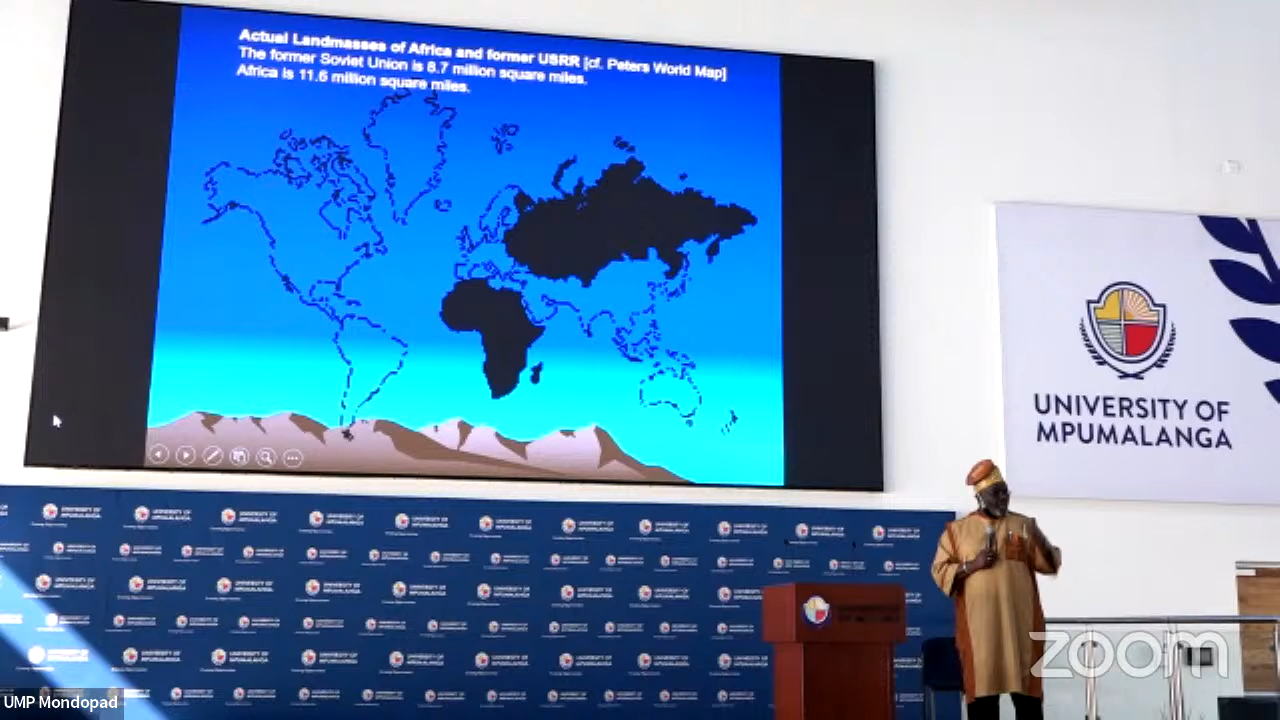 Actual Landmasses of Africa and former USRR [cf. Peters World Map]
The former Soviet Union is 8.7 million square miles.
Africa is 11.6 million square miles.
UNIVERSITY OF
MPUMALANGA
zoom
UMP Mondopad